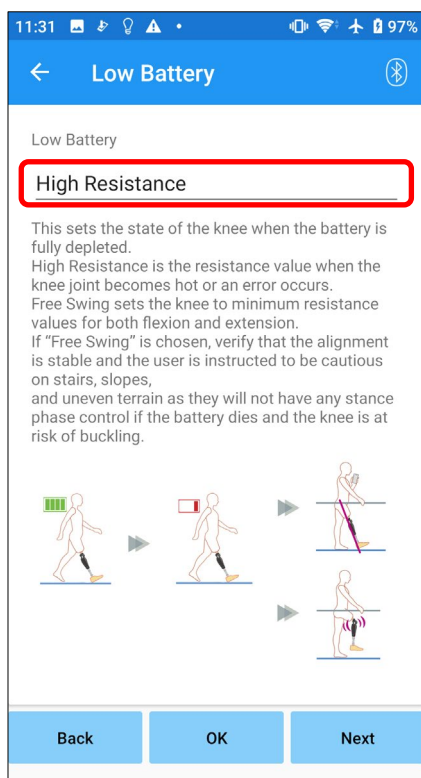 11:31 97%
Low Battery
Low Battery
High Resistance
This sets the state of the knee when the battery is
fully depleted.
High Resistance is the resistance value when the
knee joint becomes hot or an error occurs.
Free Swing sets the knee to minimum resistance
values for both flexion and extension.
If “Free Swing” is chosen, verify that the alignment
is stable and the user is instructed to be cautious
on stairs, slopes,
and uneven terrain as they will not have any stance
phase control if the battery dies and the knee is at
risk of buckling.
Back OK Next